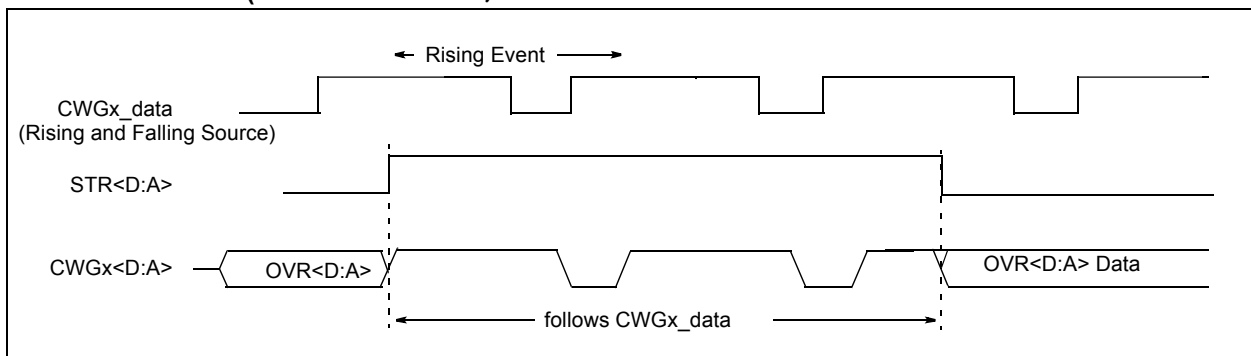 Rising Event
CWGx_data
(Rising and Falling Source)
STR<D:A>
CWGx<D:A>
OVR<D:A>
OVR<D:A> Data
follows CWGx_data